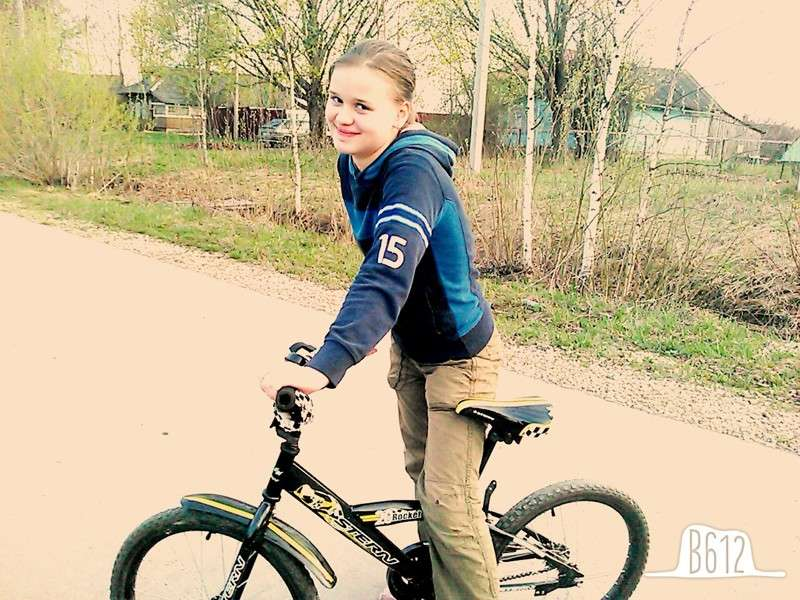 15
Rocket
STERN
STERN
B612